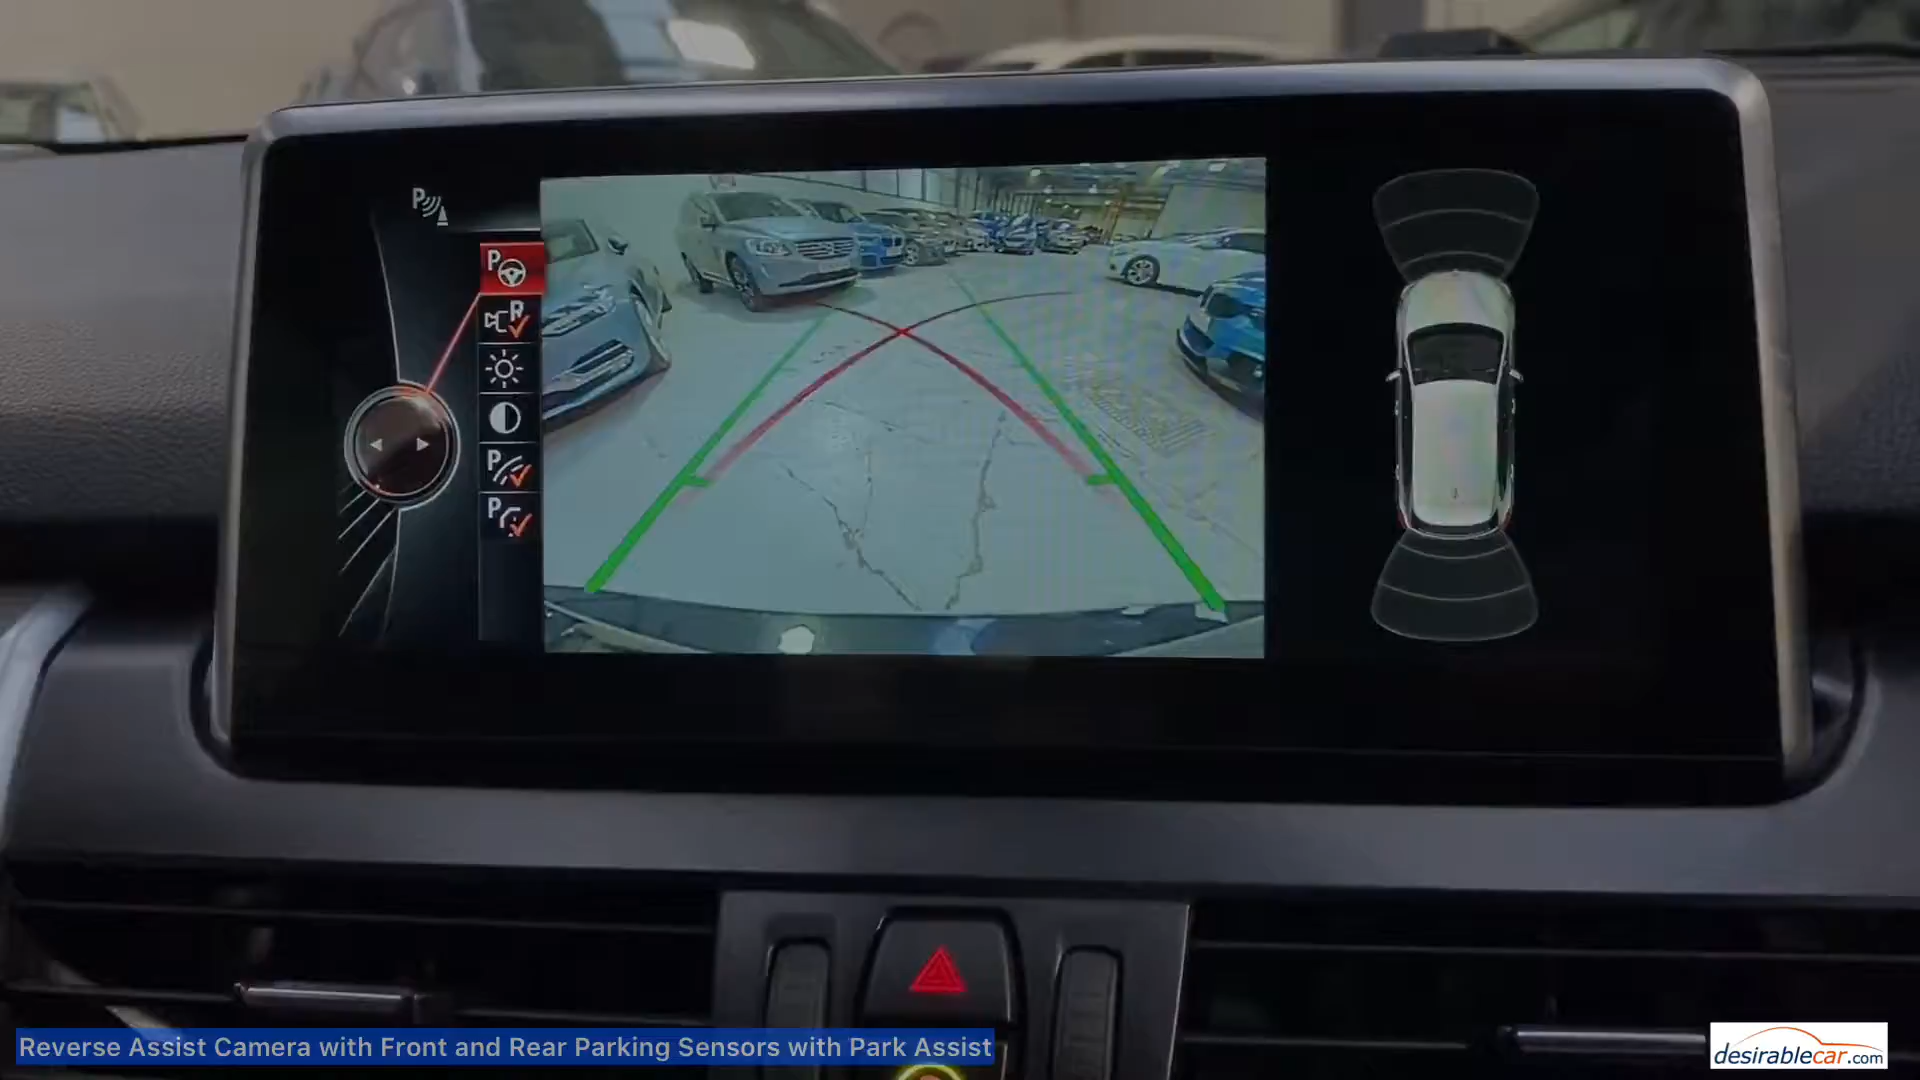 P
P
R
P
P
Reverse Assist Camera with Front and Rear Parking Sensors with Park Assist
desirablecar.com